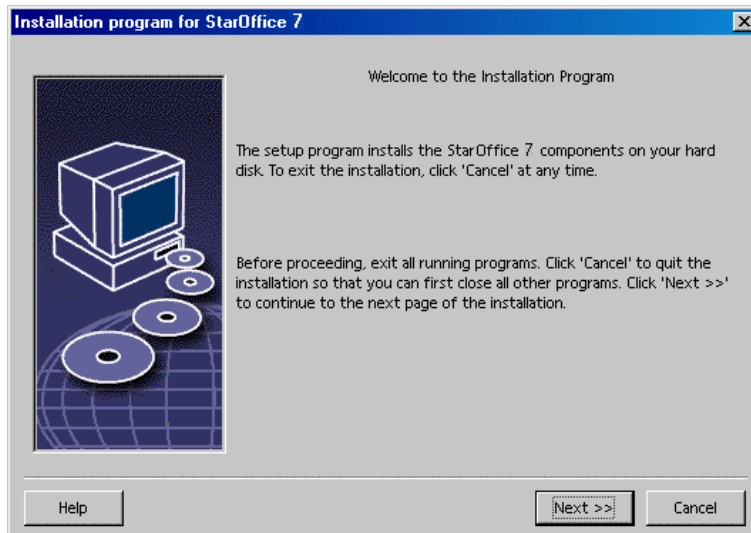 Installation program for StarOffice 7
Welcome to the Installation Program
The setup program installs the StarOffice 7 components on your hard
disk. To exit the installation, click 'Cancel' at any time.
Before proceeding, exit all running programs. Click 'Cancel' to quit the
installation so that you can first close all other programs. Click 'Next >>'
to continue to the next page of the installation.
Help
Next >>
Cancel